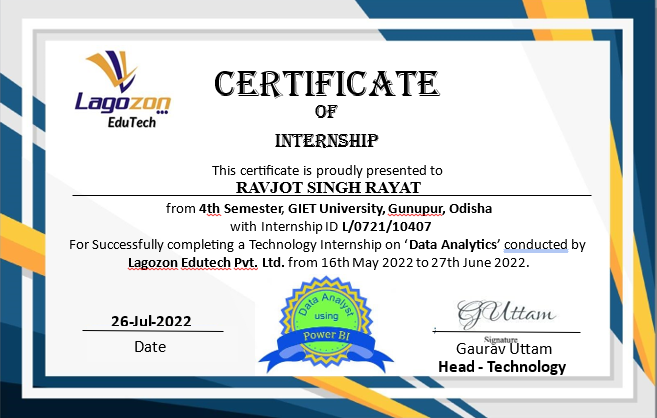 Lagozon
EduTech
CERTIFICATE
OF
INTERNSHIP
This certificate is proudly presented to
RAVJOT SINGH RAYAT
from 4th Semester, GIET University, Gunupur, Odisha
with Internship ID L/0721/10407
For Successfully completing a Technology Internship on ‘Data Analytics’ conducted by
Lagozon Edutech Pvt. Ltd. from 16th May 2022 to 27th June 2022.
Data Analyst
using
Power BI
26-Jul-2022
Date
GUttam
Signature
Gaurav Uttam
Head - Technology